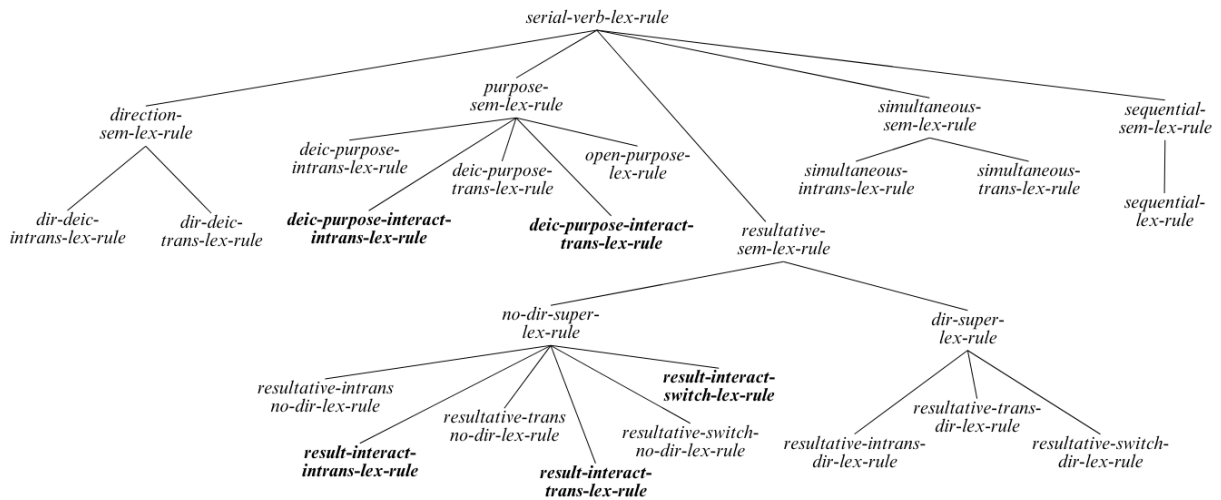 serial-verb-lex-rule
direction-
sem-lex-rule
purpose-
sem-lex-rule
simultaneous-
sem-lex-rule
sequential-
sem-lex-rule
deic-purpose-
intrans-lex-rule
deic-purpose-
trans-lex-rule
open-purpose-
lex-rule
simultaneous-
intrans-lex-rule
simultaneous-
trans-lex-rule
sequential-
lex-rule
dir-deic-
intrans-lex-rule
dir-deic-
trans-lex-rule
deic-purpose-interact-
intrans-lex-rule
deic-purpose-interact-
trans-lex-rule
resultative-
sem-lex-rule
no-dir-super-
lex-rule
dir-super-
lex-rule
resultative-intrans
no-dir-lex-rule
result-interact-
intrans-lex-rule
resultative-trans
no-dir-lex-rule
result-interact-
trans-lex-rule
resultative-switch-
no-dir-lex-rule
result-interact-
switch-lex-rule
resultative-intrans-
dir-lex-rule
resultative-trans-
dir-lex-rule
resultative-switch-
dir-lex-rule